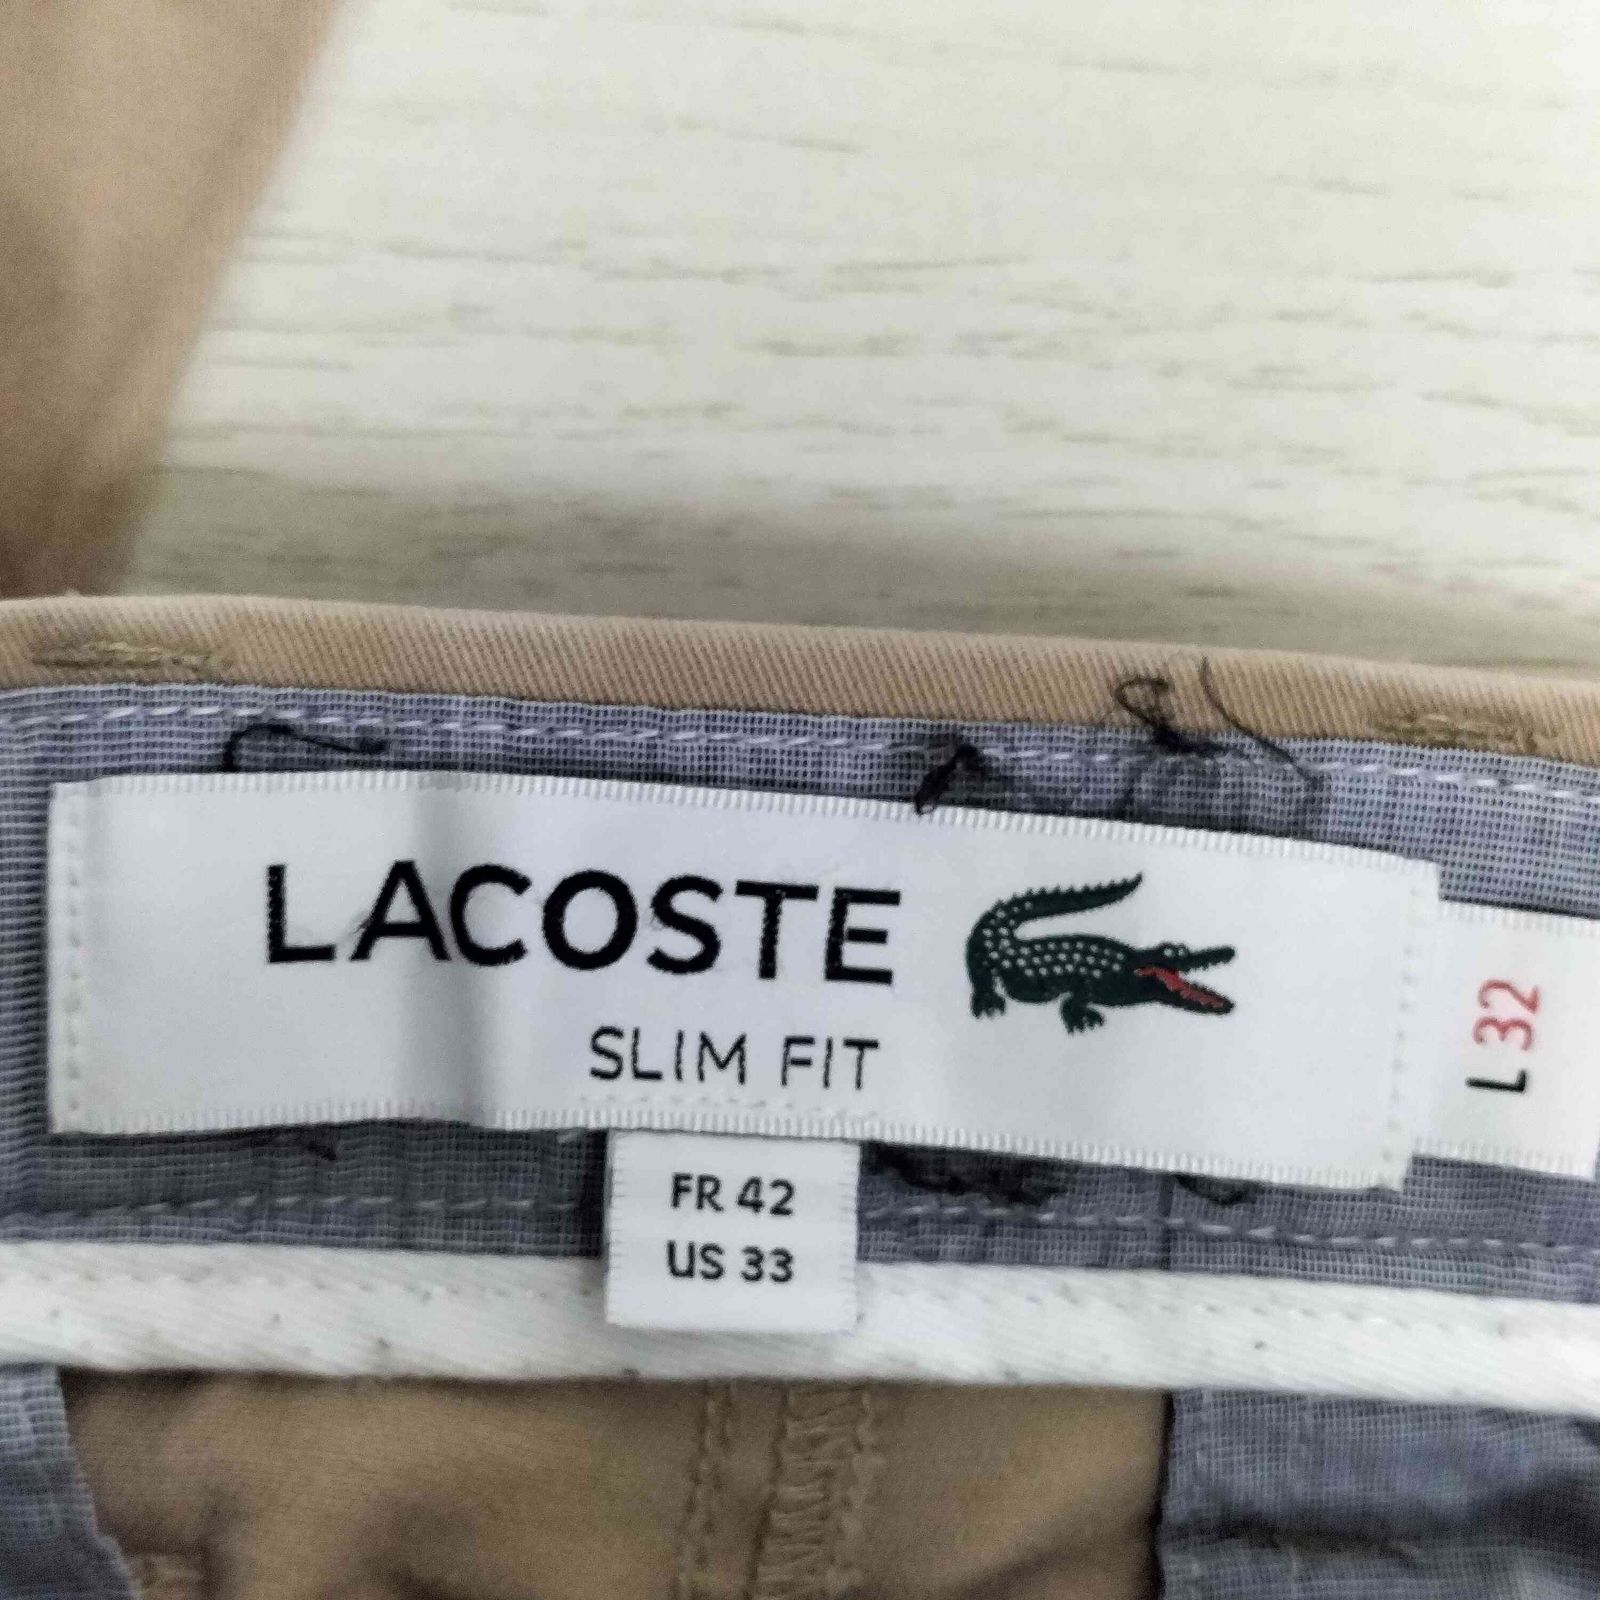 LACOSTE
SLIM FIT
L 32
FR 42
US 33